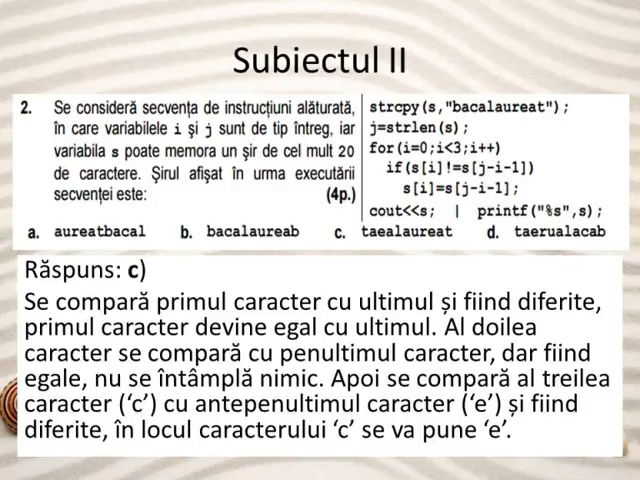 Subiectul II
2. Se consideră secvența de instrucțiuni alăturată,
în care variabilele i și j sunt de tip întreg, iar
variabila s poate memora un șir de cel mult 20
de caractere. Șirul afișat în urma executării
secvenței este: (4p.)
strcpy(s,"bacalaureat");
j=strlen(s);
for(i=0;i<3;i++)
if(s[i]!=s[j-i-1])
s[i]=s[j-i-1];
cout<<s; | printf("%s",s);
a. aureatbacal b. bacalaureab c. taealaureat d. taerualacab
Răspuns: c)
Se compară primul caracter cu ultimul și fiind diferite,
primul caracter devine egal cu ultimul. Al doilea
caracter se compară cu penultimul caracter, dar fiind
egale, nu se întâmplă nimic. Apoi se compară al treilea
caracter (‘c’) cu antepenultimul caracter (‘e’) și fiind
diferite, în locul caracterului ‘c’ se va pune ‘e’.